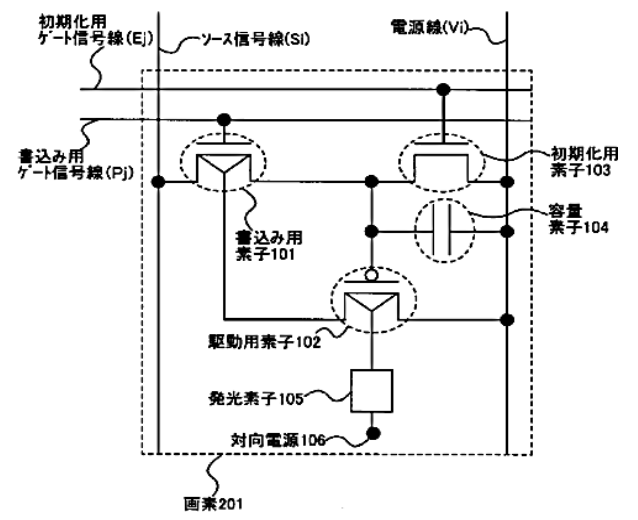 初期化用
ゲート信号線(Ej)
ソース信号線(Si)
電源線(Vi)
書込み用
ゲート信号線(Pj)
初期化用
素子103
容量
素子104
書込み用
素子101
駆動用素子102
発光素子105
対向電源106
画素201